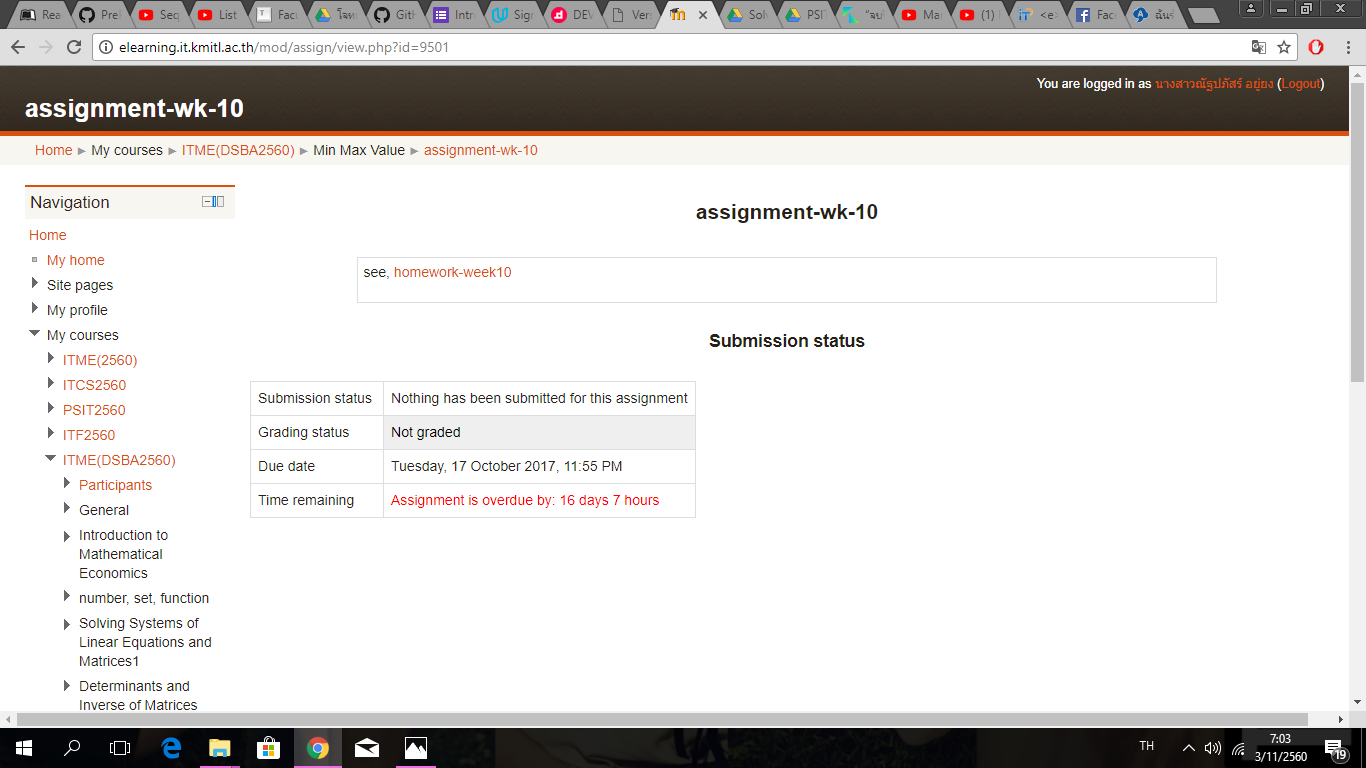 Rea
Pre
Seq
List
Facu
โจท
Gith
Intr
Sign
DEV
Vers
m
Solv
PSIT
"จบ
Mar
(1)
<e>
Face
ฉันร
elearning.it.kmitl.ac.th/mod/assign/view.php?id=9501
You are logged in as นางสาวณัฐปภัสร์ อยู่ยง (Logout)
assignment-wk-10
Home ► My courses ► ITME(DSBA2560) ► Min Max Value ► assignment-wk-10
Navigation
Home
My home
Site pages
My profile
My courses
ITME(2560)
ITCS2560
PSIT2560
ITF2560
ITME(DSBA2560)
Participants
General
Introduction to
Mathematical
Economics
number, set, function
Solving Systems of
Linear Equations and
Matrices1
Determinants and
Inverse of Matrices
assignment-wk-10
see, homework-week10
Submission status
Submission status Nothing has been submitted for this assignment
Grading status Not graded
Due date Tuesday, 17 October 2017, 11:55 PM
Time remaining Assignment is overdue by: 16 days 7 hours
TH
7:03
3/11/2560
19